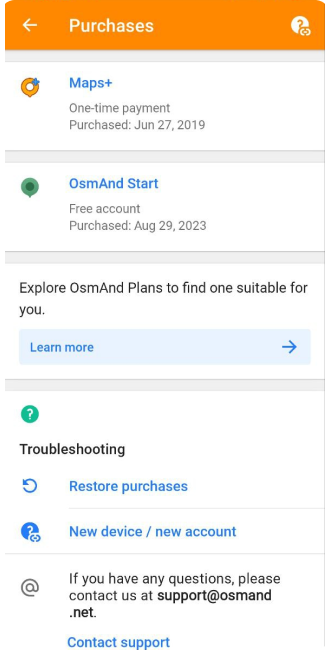 Purchases
Maps+
One-time payment
Purchased: Jun 27, 2019
OsmAnd Start
Free account
Purchased: Aug 29, 2023
Explore OsmAnd Plans to find one suitable for
you.
Learn more
Troubleshooting
Restore purchases
New device / new account
If you have any questions, please
contact us at support@osmand
.net.
Contact support